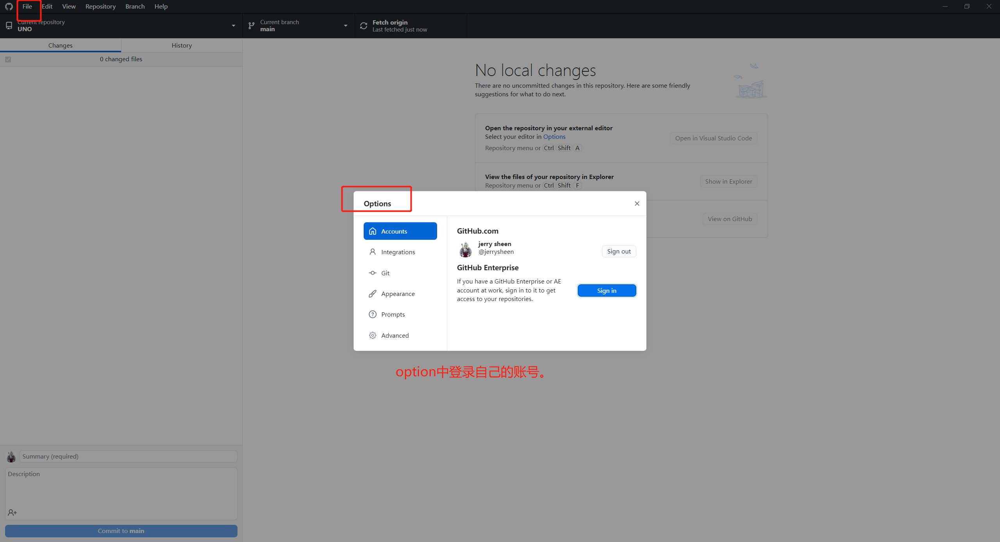 File Edit View Repository Branch Help
Current repository
UNO
Current branch
main
Fetch origin
Last fetched just now
Changes
History
0 changed files
No local changes
There are no uncommitted changes in this repository. Here are some friendly
suggestions for what to do next.
Open the repository in your external editor
Select your editor in Options
Repository menu or Ctrl Shift A
Open in Visual Studio Code
View the files of your repository in Explorer
Repository menu or Ctrl Shift F
Show in Explorer
View on GitHub
Options
Accounts
Integrations
Git
Appearance
Prompts
Advanced
GitHub.com
jerry sheen
@jerrysheen
Sign out
GitHub Enterprise
If you have a GitHub Enterprise or AE
account at work, sign in to it to get
access to your repositories.
Sign in
option中登录自己的账号。
Summary (required)
Description
Commit to main